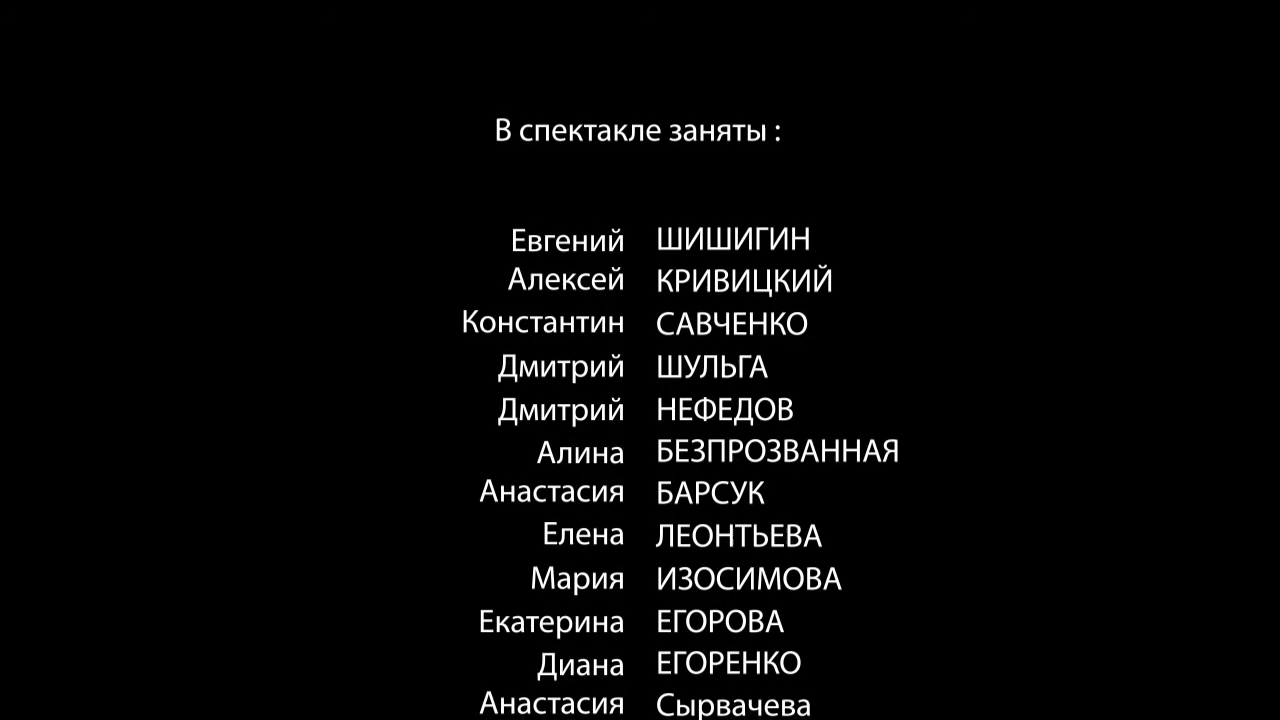 В спектакле заняты :
Евгений ШИШИГИН
Алексей КРИВИЦКИЙ
Константин САВЧЕНКО
Дмитрий ШУЛЬГА
Дмитрий НЕФЕДОВ
Алина БЕЗПРОЗВАННАЯ
Анастасия БАРСУК
Елена ЛЕОНТЬЕВА
Мария ИЗОСИМОВА
Екатерина ЕГОРОВА
Диана ЕГОРЕНКО
Анастасия Сырвачева